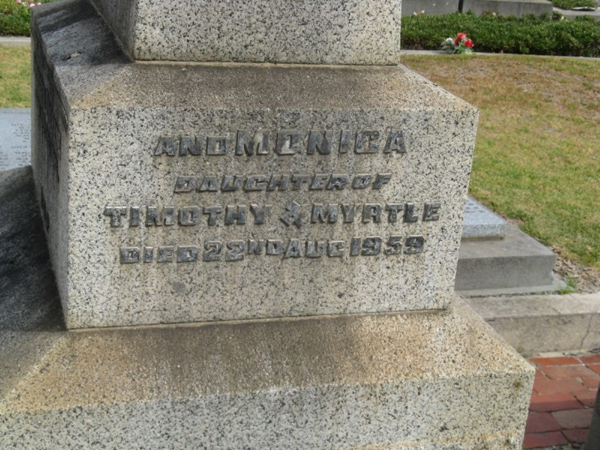 AND MONICA
DAUGHTER OF
TIMOTHY & MYRTLE
DIED 22ND AUG 1959